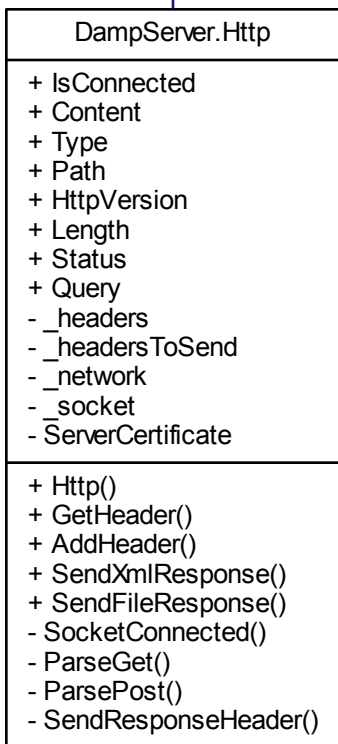 DampServer.Http
+ IsConnected
+ Content
+ Type
+ Path
+ HttpVersion
+ Length
+ Status
+ Query
- _headers
- _headersToSend
- _network
- _socket
- ServerCertificate
+ Http()
+ GetHeader()
+ AddHeader()
+ SendXmlResponse()
+ SendFileResponse()
- SocketConnected()
- ParseGet()
- ParsePost()
- SendResponseHeader()